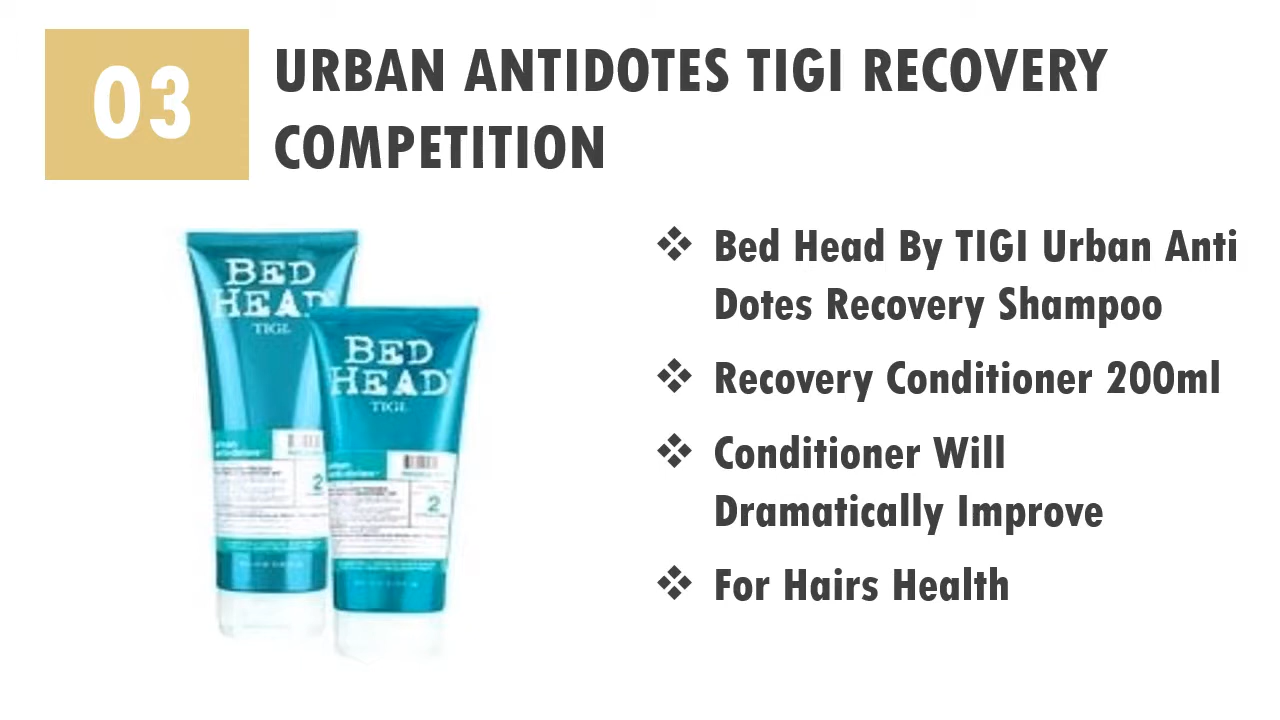 03
URBAN ANTIDOTES TIGI RECOVERY
COMPETITION
❖ Bed Head By TIGI Urban Anti
Dotes Recovery Shampoo
❖ Recovery Conditioner 200ml
❖ Conditioner Will
Dramatically Improve
❖ For Hairs Health
BED
HEAD
TIGI
2
BED
HEAD
TIGI
2